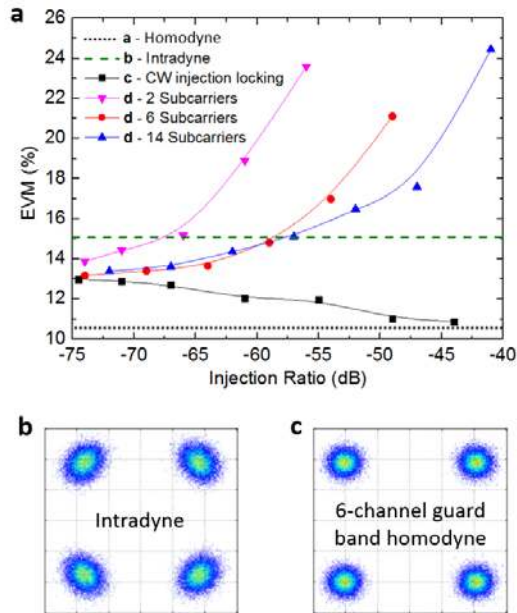 a
26
24
22
20
18
16
14
12
10
EVM (%)
a - Homodyne
b - Intradyne
c - CW injection locking
d - 2 Subcarriers
d - 6 Subcarriers
d - 14 Subcarriers
-75 -70 -65 -60 -55 -50 -45 -40
Injection Ratio (dB)
b
Intradyne
c
6-channel guard
band homodyne